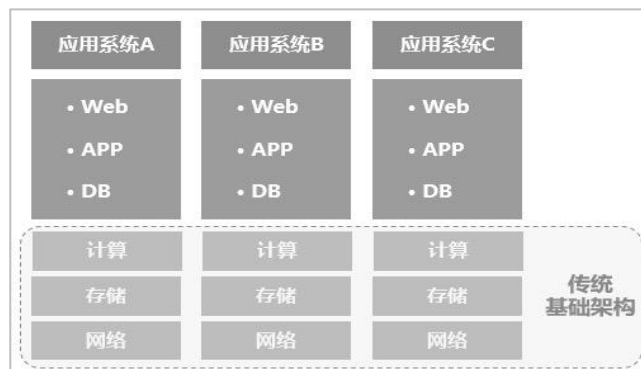 应用系统A 应用系统B 应用系统C
• Web • Web • Web
• APP • APP • APP
• DB • DB • DB
计算 计算 计算
存储 存储 存储
网络 网络 网络
传统
基础架构